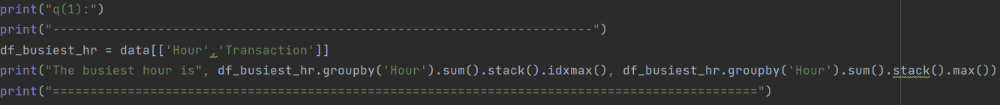 print("q(1):")
print("------------------------------------------------------------------------")
df_busiest_hr = data[['Hour','Transaction']]
print("The busiest hour is", df_busiest_hr.groupby('Hour').sum().stack().idxmax(), df_busiest_hr.groupby('Hour').sum().stack().max())
print("==============================================================================================")